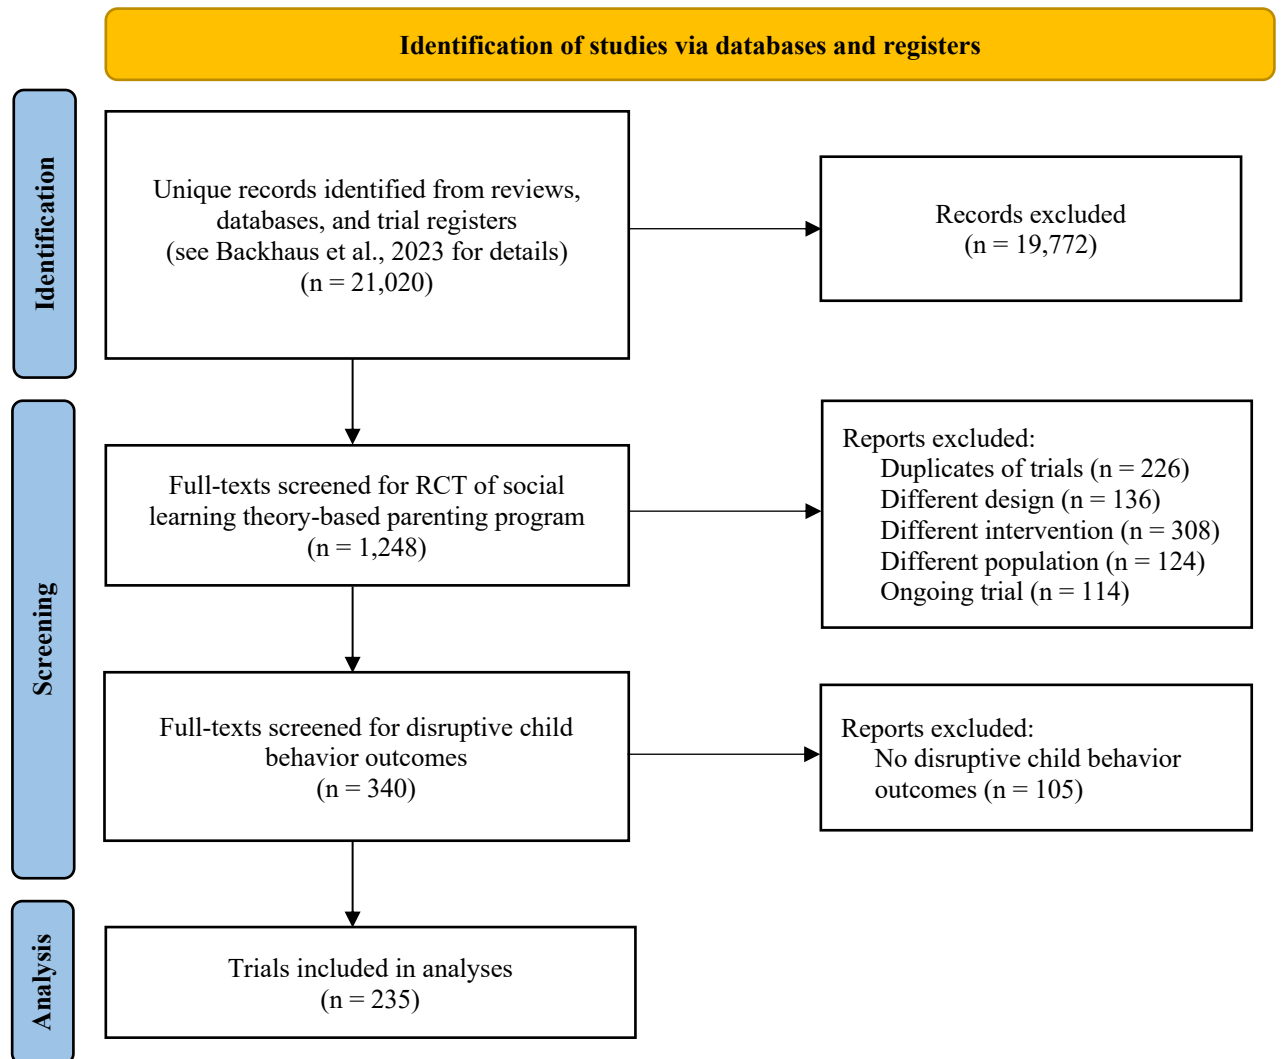 Identification of studies via databases and registers
Identification
Unique records identified from reviews,
databases, and trial registers
(see Backhaus et al., 2023 for details)
(n = 21,020)
Records excluded
(n = 19,772)
Screening
Full-texts screened for RCT of social
learning theory-based parenting program
(n = 1,248)
Reports excluded:
Duplicates of trials (n = 226)
Different design (n = 136)
Different intervention (n = 308)
Different population (n = 124)
Ongoing trial (n = 114)
Full-texts screened for disruptive child
behavior outcomes
(n = 340)
Reports excluded:
No disruptive child behavior
outcomes (n = 105)
Analysis
Trials included in analyses
(n = 235)